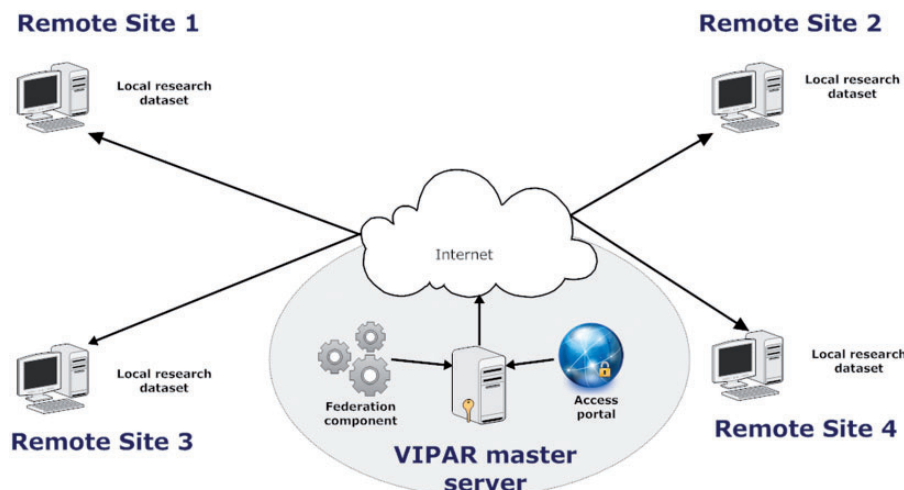 Remote Site 1
Local research
dataset
Remote Site 2
Local research
dataset
Internet
Federation
component
Access
portal
VIPAR master
server
Local research
dataset
Remote Site 3
Local research
dataset
Remote Site 4